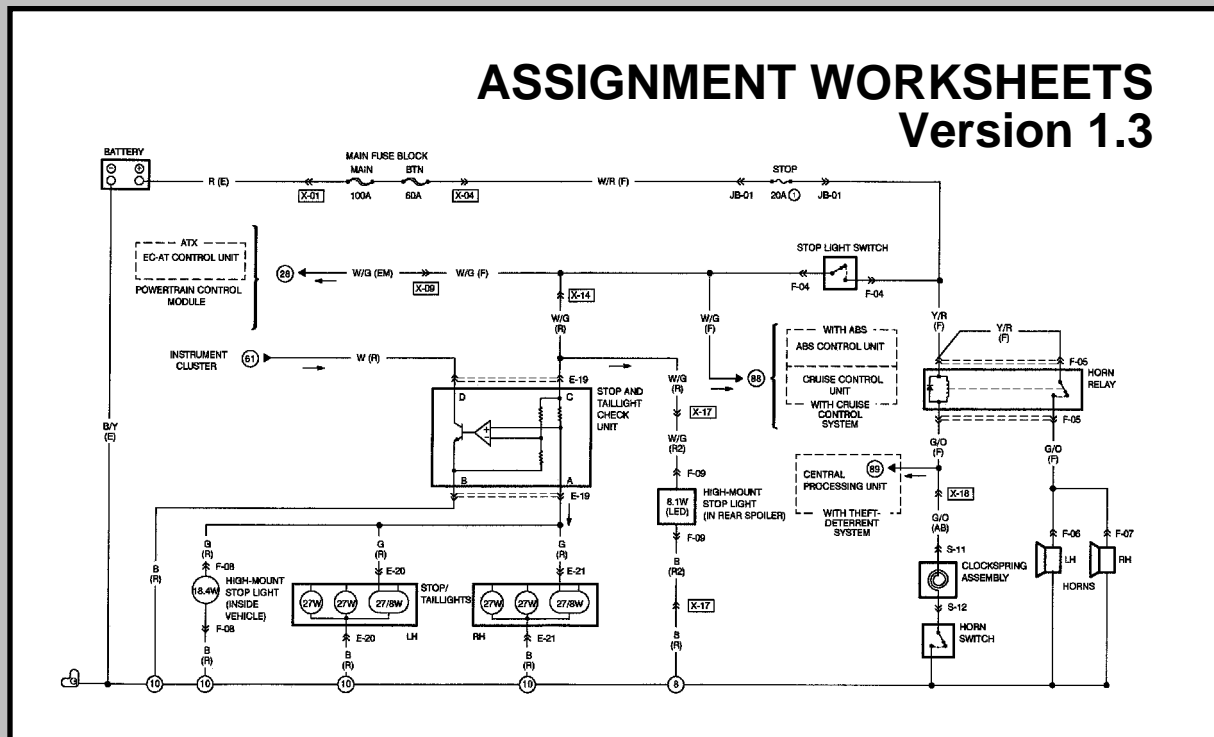 ASSIGNMENT WORKSHEETS
Version 1.3
BATTERY
MAIN FUSE BLOCK
MAIN
BTN
STOP
R (E)
W/R (F)
X-01
100A
60A
X-04
JB-01
20A 1
JB-01
ATX
EC-AT CONTROL UNIT
POWERTRAIN CONTROL
MODULE
28
W/G (EM)
W/G (F)
X-09
X-14
STOP LIGHT SWITCH
F-04
F-04
W/G
(R)
W/G
(F)
Y/R
(F)
Y/R
(F)
INSTRUMENT
CLUSTER
61
W (R)
88
WITH ABS
ABS CONTROL UNIT
CRUISE CONTROL
UNIT
WITH CRUISE
CONTROL
SYSTEM
F-05
HORN
RELAY
F-05
E-19
D
C
STOP AND
TAILLIGHT
CHECK
UNIT
B
A
E-19
W/G
(R)
X-17
W/G
(R2)
F-09
8.1W
(LED)
HIGH-MOUNT
STOP LIGHT
(IN REAR SPOILER)
F-09
B
(R2)
X-17
B
(R)
B/Y
(E)
G/O
(F)
G/O
(F)
CENTRAL
PROCESSING UNIT
89
WITH THEFT-
DETERRENT
SYSTEM
X-18
G/O
(AB)
S-11
CLOCKSPRING
ASSEMBLY
S-12
HORN
SWITCH
F-06
F-07
LH
RH
HORNS
B
(R)
G
(R)
F-08
18.4W
HIGH-MOUNT
STOP LIGHT
(INSIDE
VEHICLE)
F-08
B
(R)
G
(R)
E-20
27W
27W
27/8W
STOP/
TAILLIGHTS
E-20
LH
B
(R)
G
(R)
E-21
27W
27W
27/8W
RH
E-21
B
(R)
10
10
10
10
8